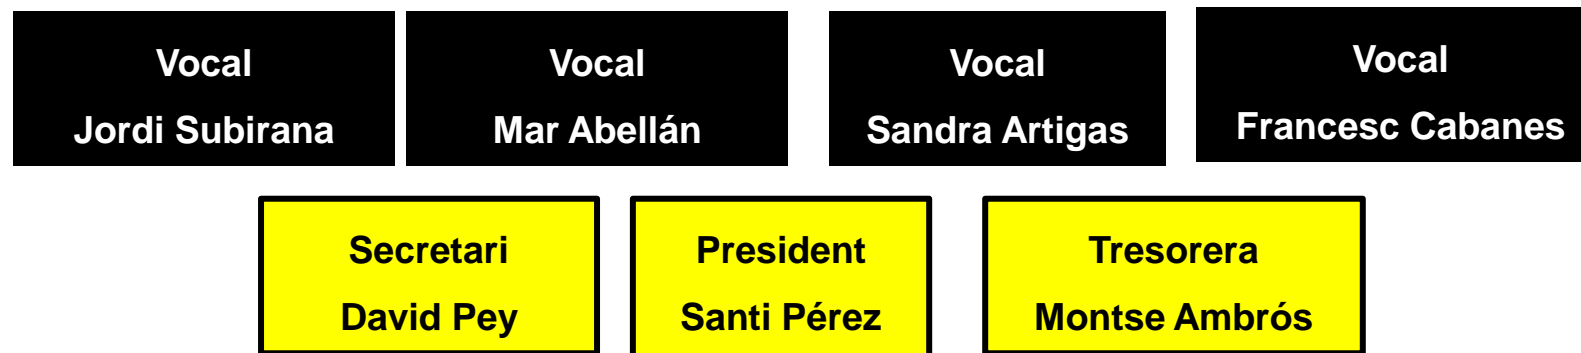 Vocal
Jordi Subirana
Vocal
Mar Abellán
Vocal
Sandra Artigas
Vocal
Francesc Cabanes
Secretari
David Pey
President
Santi Pérez
Tresorera
Montse Ambrós